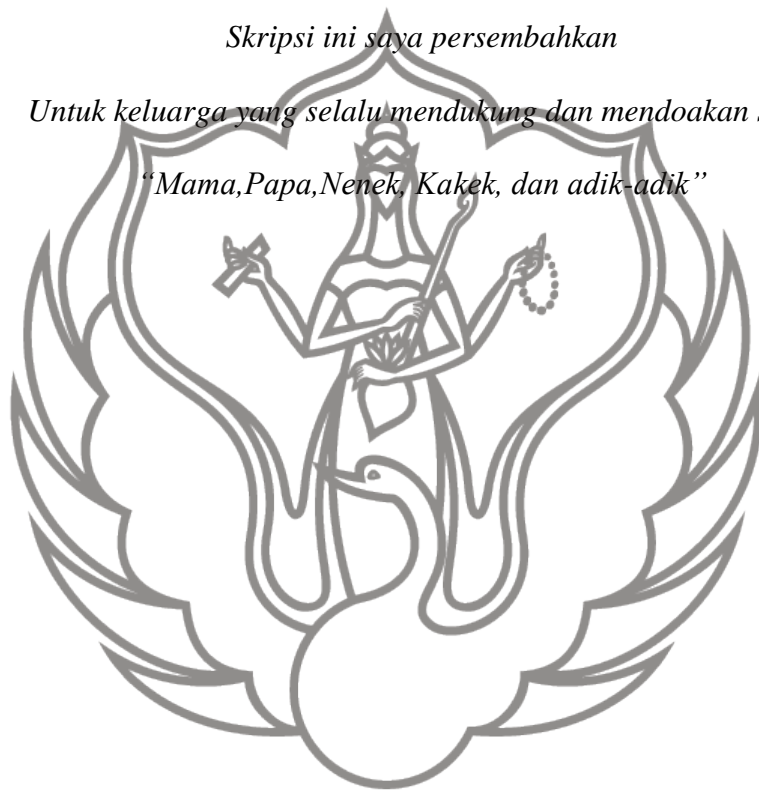 Skripsi ini saya persembahkan
Untuk keluarga yang selalu mendukung dan mendoakan
“Mama,Papa,Nenek, Kakek, dan adik-adik”